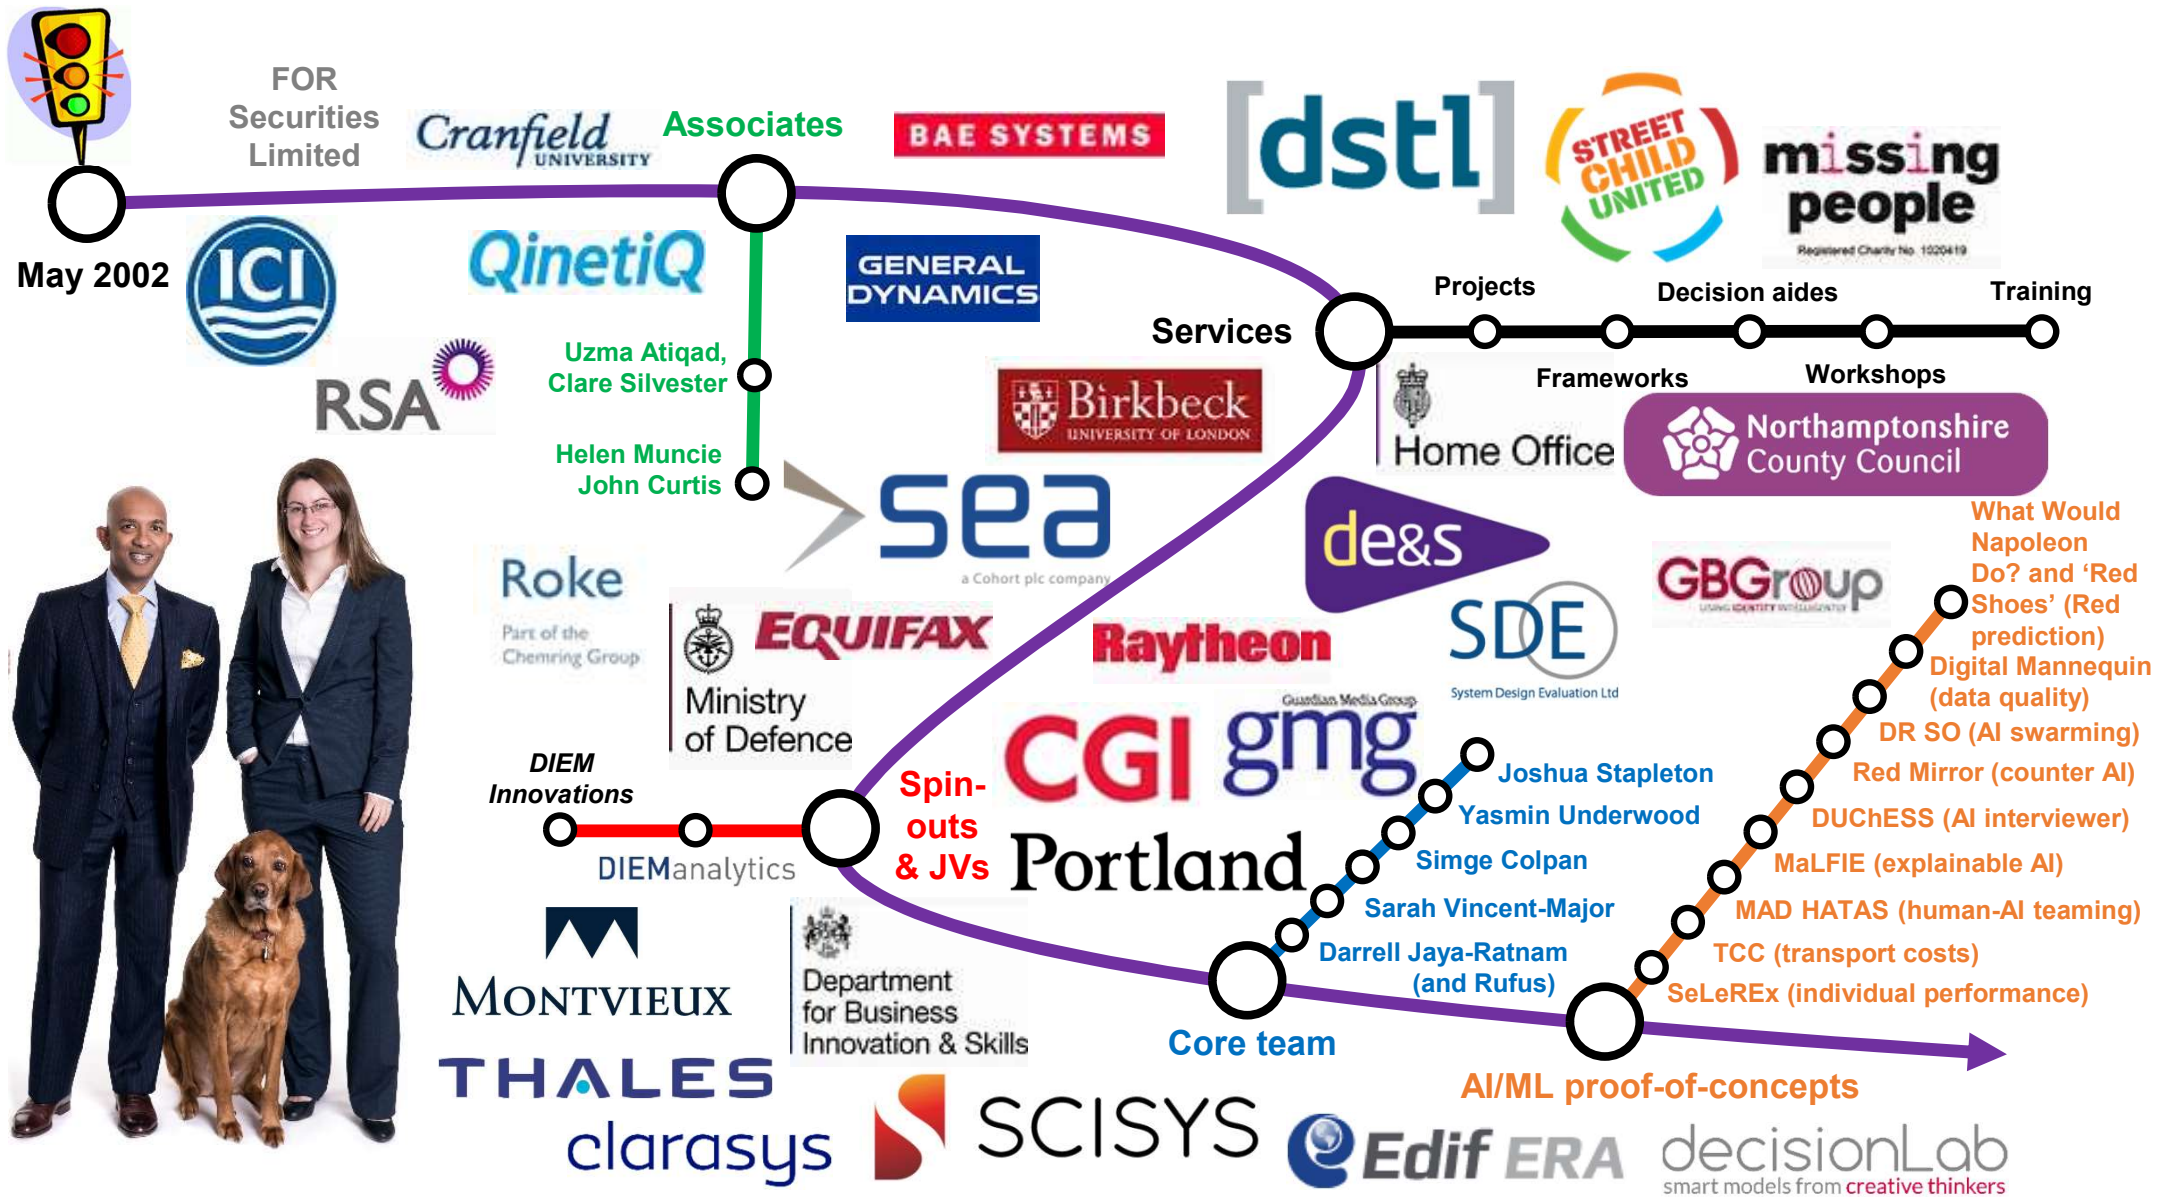 FOR
Securities
Limited
Cranfield
UNIVERSITY
Associates
BAE SYSTEMS
[dstl]
STREET
CHILD
UNITED
missing
people
Registered Charity No. 1020419
May 2002
ICI
QinetiQ
GENERAL
DYNAMICS
Services
Projects
Decision aides
Training
Frameworks
Workshops
RSA
Uzma Atiqad,
Clare Silvester
Helen Muncie
John Curtis
Birkbeck
UNIVERSITY OF LONDON
Home Office
Northamptonshire
County Council
sea
a Cohort plc company
de&s
Roke
Part of the
Chemring Group
Ministry
of Defence
EQUIFAX
Raytheon
SDE
System Design Evaluation Ltd
GBGroup
USING IDENTITY INTELLIGENTLY
What Would
Napoleon
Do? and ‘Red
Shoes’ (Red
prediction)
Digital Mannequin
(data quality)
DR SO (AI swarming)
Red Mirror (counter AI)
DUChESS (AI interviewer)
MaLFIE (explainable AI)
MAD HATAS (human-AI teaming)
TCC (transport costs)
SeLeREx (individual performance)
CGI
Guardian Media Group
gmg
DIEM
Innovations
DIEManalytics
Spin-
outs
& JVs
Portland
Joshua Stapleton
Yasmin Underwood
Simge Colpan
Sarah Vincent-Major
Darrell Jaya-Ratnam
(and Rufus)
Core team
AI/ML proof-of-concepts
MONTVIEUX
Department
for Business
Innovation & Skills
THALES
clarasys
SCISYS
Edif ERA
decisionLab
smart models from creative thinkers